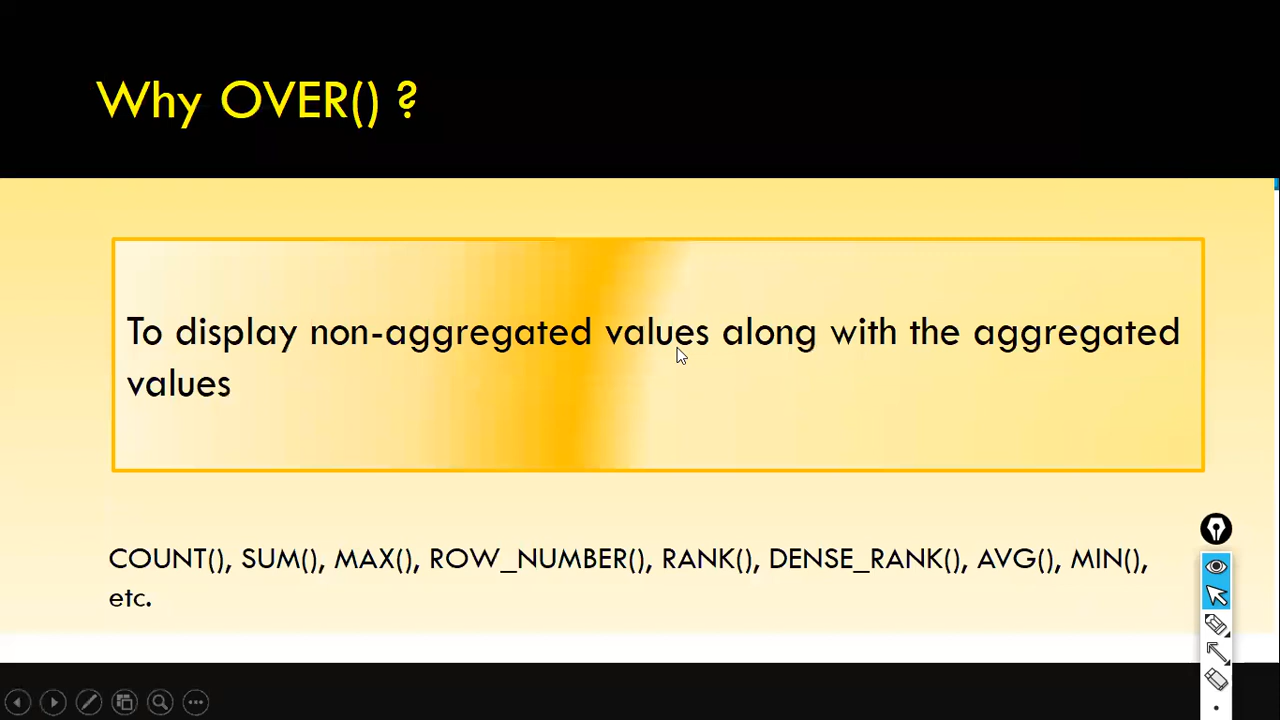 Why OVER() ?
To display non-aggregated values along with the aggregated
values
COUNT(), SUM(), MAX(), ROW_NUMBER(), RANK(), DENSE_RANK(), AVG(), MIN(),
etc.